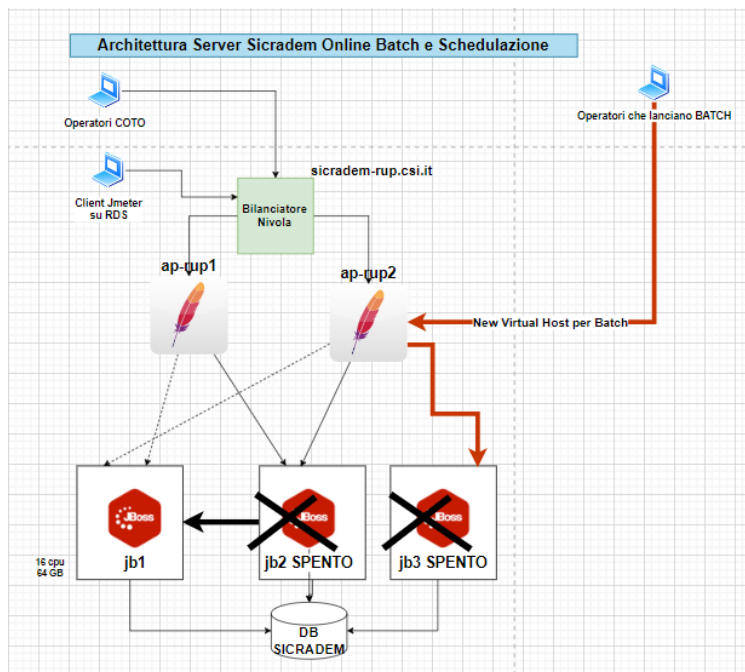 Architettura Server Sicradem Online Batch e Schedulazione
Operatori COTO
Operatori che lanciano BATCH
sicradem-rup.csi.it
Client Jmeter
su RDS
Bilanciatore
Nivola
ap-rup1
ap-rup2
New Virtual Host per Batch
JBoss
JBoss
JBoss
16 cpu
64 GB
jb1
jb2 SPENTO
jb3 SPENTO
DB
SICRADEM